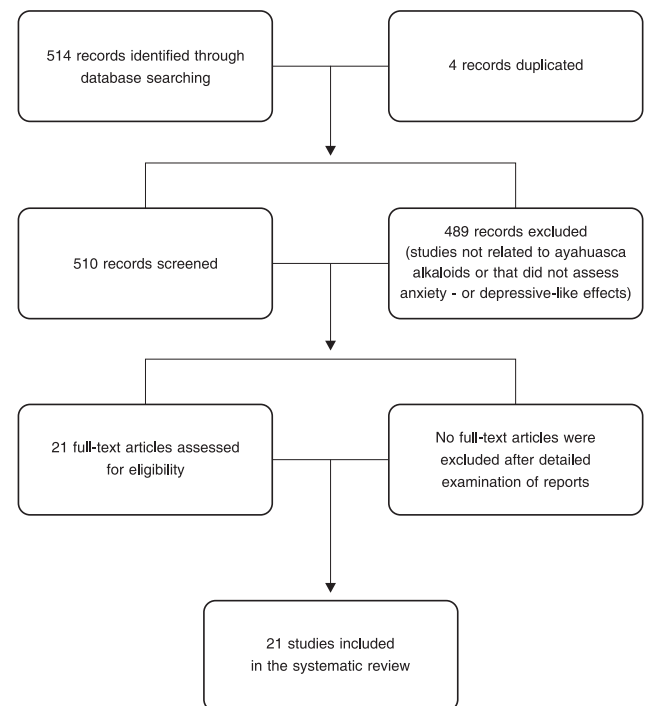 514 records identified through
database searching
4 records duplicated
510 records screened
489 records excluded
(studies not related to ayahuasca
alkaloids or that did not assess
anxiety - or depressive-like effects)
21 full-text articles assessed
for eligibility
No full-text articles were
excluded after detailed
examination of reports
21 studies included
in the systematic review